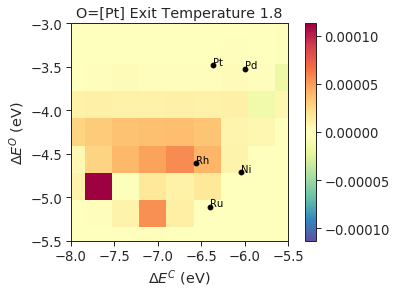 O=[Pt] Exit Temperature 1.8
ΔE^O (eV)
−3.0
−3.5
−4.0
−4.5
−5.0
−5.5
Pt
Pd
Rh
Ni
Ru
−8.0 −7.5 −7.0 −6.5 −6.0 −5.5
ΔE^C (eV)
0.00010
0.00005
0.00000
−0.00005
−0.00010